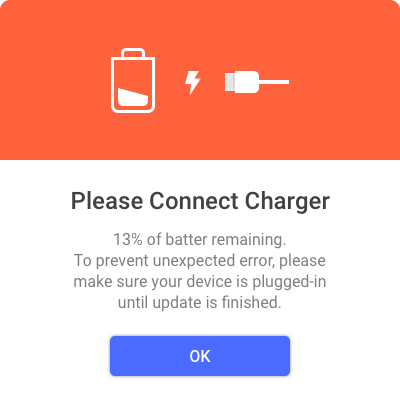 Please Connect Charger
13% of batter remaining.
To prevent unexpected error, please
make sure your device is plugged-in
until update is finished.
OK